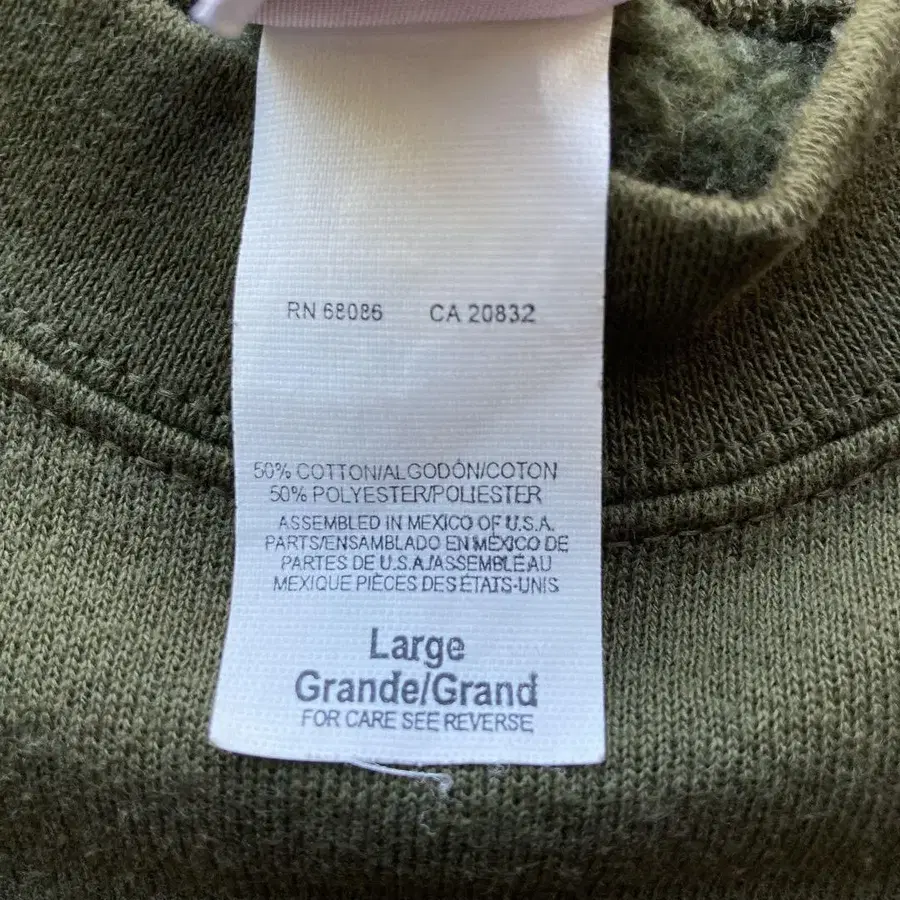 RN 68086 CA 20832
50% COTTON/ALGODÓN/COTON
50% POLYESTER/POLIESTER
ASSEMBLED IN MEXICO OF U.S.A.
PARTS/ENSAMBLADO EN MÉXICO DE
PARTES DE U.S.A./ASSEMBLÉ AU
MEXIQUE PIÈCES DES ÉTATS-UNIS
Large
Grande/Grand
FOR CARE SEE REVERSE